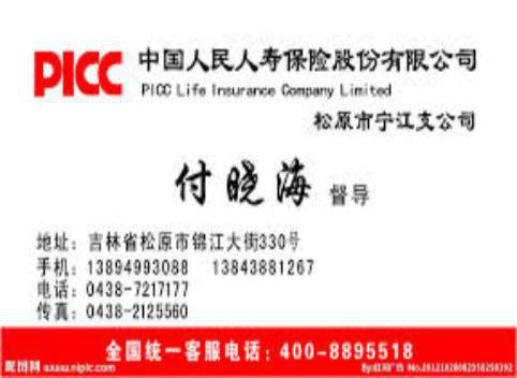 PICC 中国人民人寿保险股份有限公司
PICC Life Insurance Company Limited
松原市宁江支公司
付晓海 督导
地址：吉林省松原市锦江大街330号
手机：13894993088 13843881267
电话：0438-7217177
传真：0438-2125560
全国统一客服电话：400-8895518
昵图网